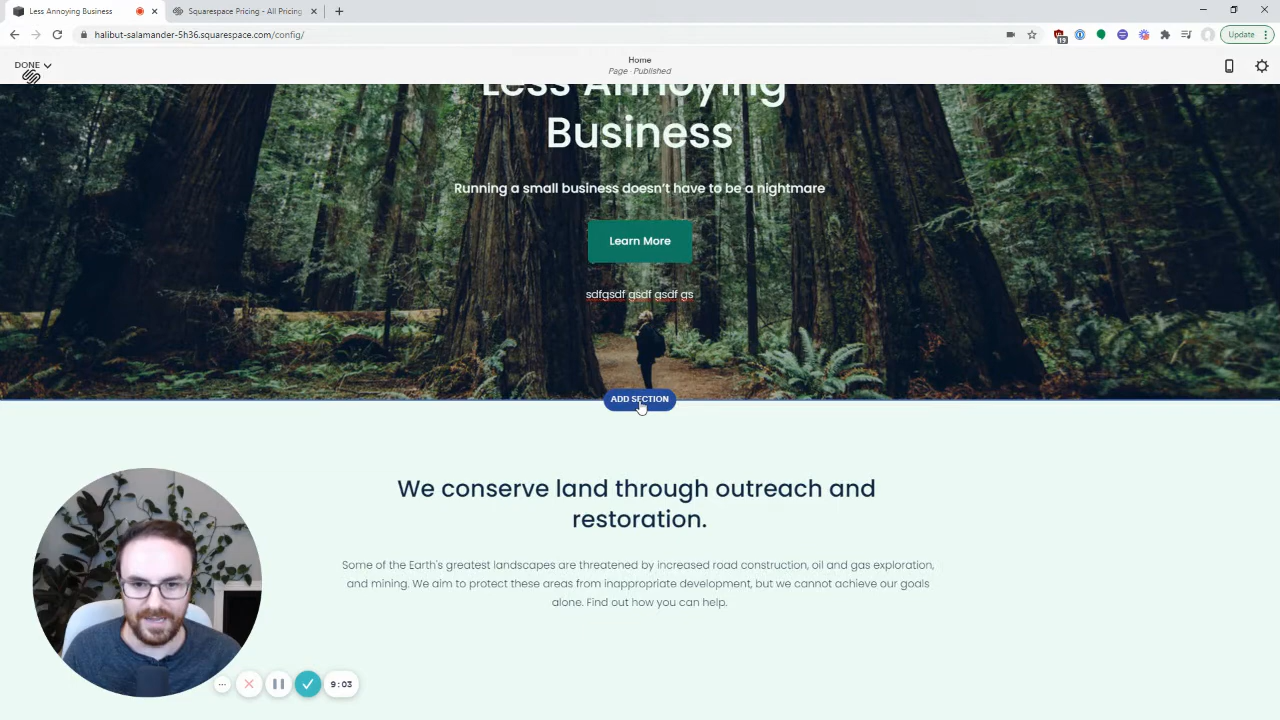 Less Annoying Business
Squarespace Pricing - All Pricing
halibut-salamander-5h36.squarespace.com/config/
19
Update
DONE
Home
Page · Published
Less Annoying
Business
Running a small business doesn't have to be a nightmare
Learn More
sdfgsdf gsdf gsdf gs
ADD SECTION
We conserve land through outreach and
restoration.
Some of the Earth's greatest landscapes are threatened by increased road construction, oil and gas exploration,
and mining. We aim to protect these areas from inappropriate development, but we cannot achieve our goals
alone. Find out how you can help.
9:03